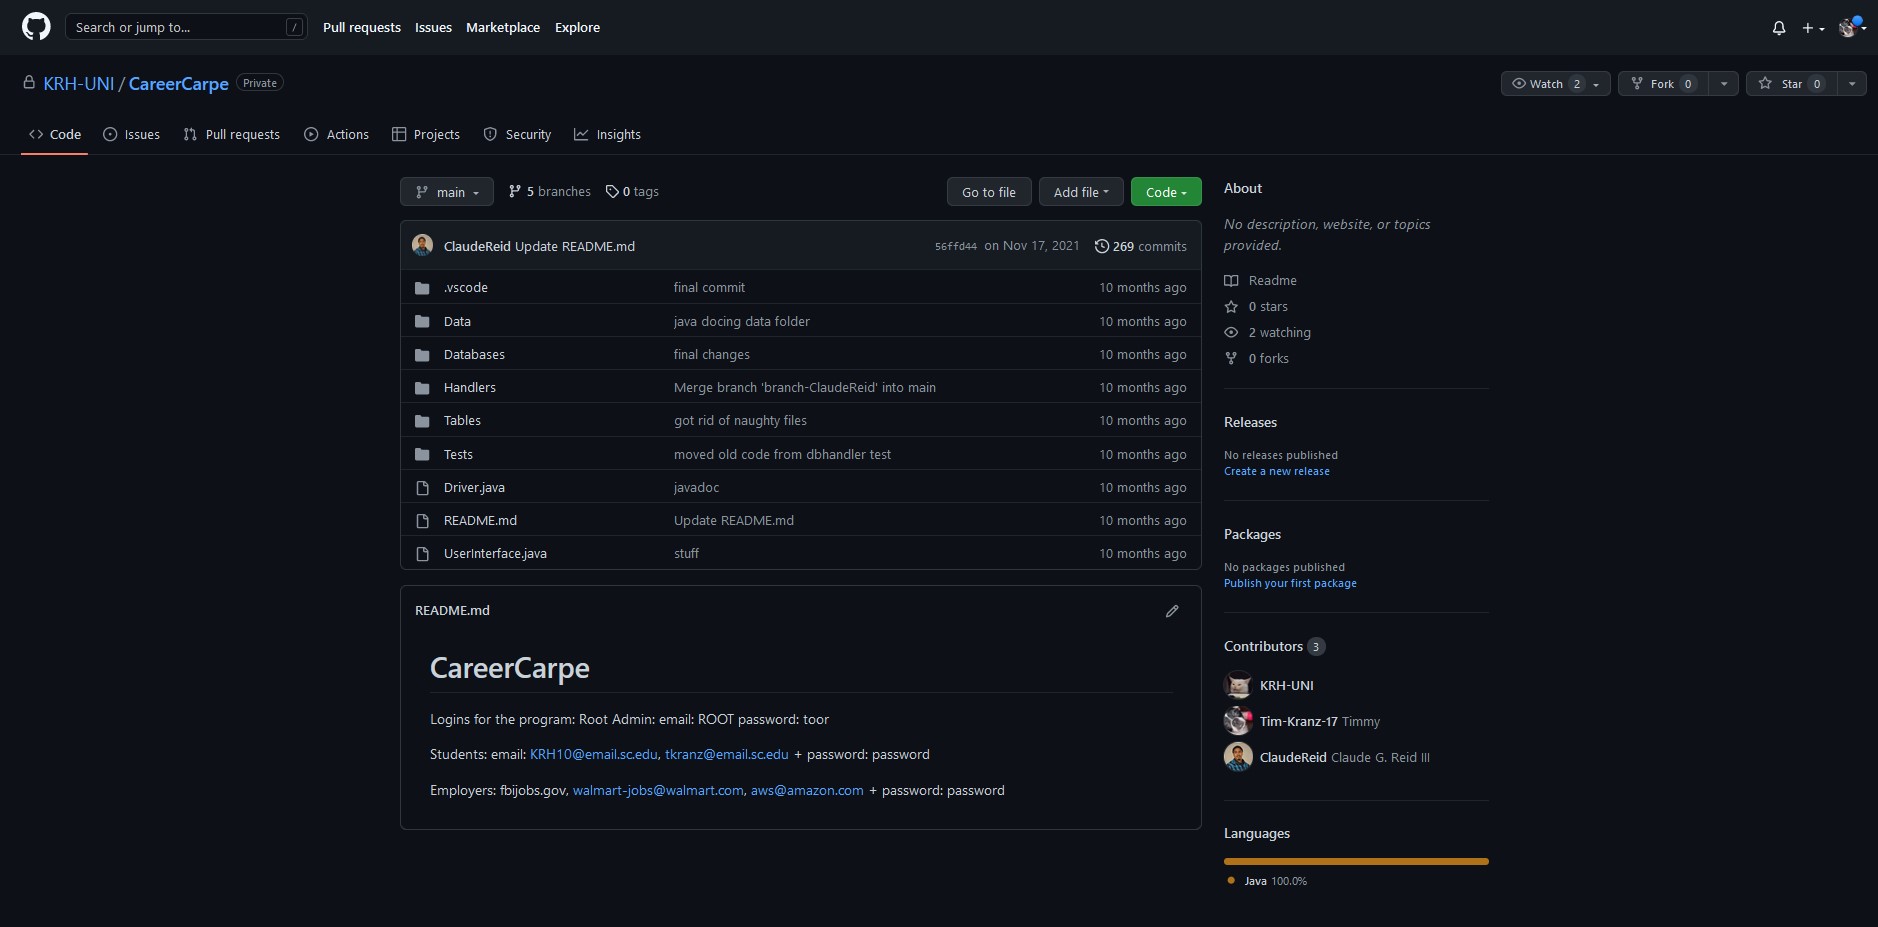 Search or jump to... /
Pull requests
Issues
Marketplace
Explore
KRH-UNI / CareerCarpe Private
Watch 2
Fork 0
Star 0
Code
Issues
Pull requests
Actions
Projects
Security
Insights
main
5 branches
0 tags
Go to file
Add file
Code
ClaudeReid Update README.md 56ffd44 on Nov 17, 2021 269 commits
.vscode final commit 10 months ago
Data java docing data folder 10 months ago
Databases final changes 10 months ago
Handlers Merge branch 'branch-ClaudeReid' into main 10 months ago
Tables got rid of naughty files 10 months ago
Tests moved old code from dbhandler test 10 months ago
Driver.java javadoc 10 months ago
README.md Update README.md 10 months ago
UserInterface.java stuff 10 months ago
README.md
CareerCarpe
Logins for the program: Root Admin: email: ROOT password: toor
Students: email: KRH10@email.sc.edu, tkranz@email.sc.edu + password: password
Employers: fbijobs.gov, walmart-jobs@walmart.com, aws@amazon.com + password: password
About
No description, website, or topics
provided.
Readme
0 stars
2 watching
0 forks
Releases
No releases published
Create a new release
Packages
No packages published
Publish your first package
Contributors 3
KRH-UNI
Tim-Kranz-17 Timmy
ClaudeReid Claude G. Reid III
Languages
Java 100.0%